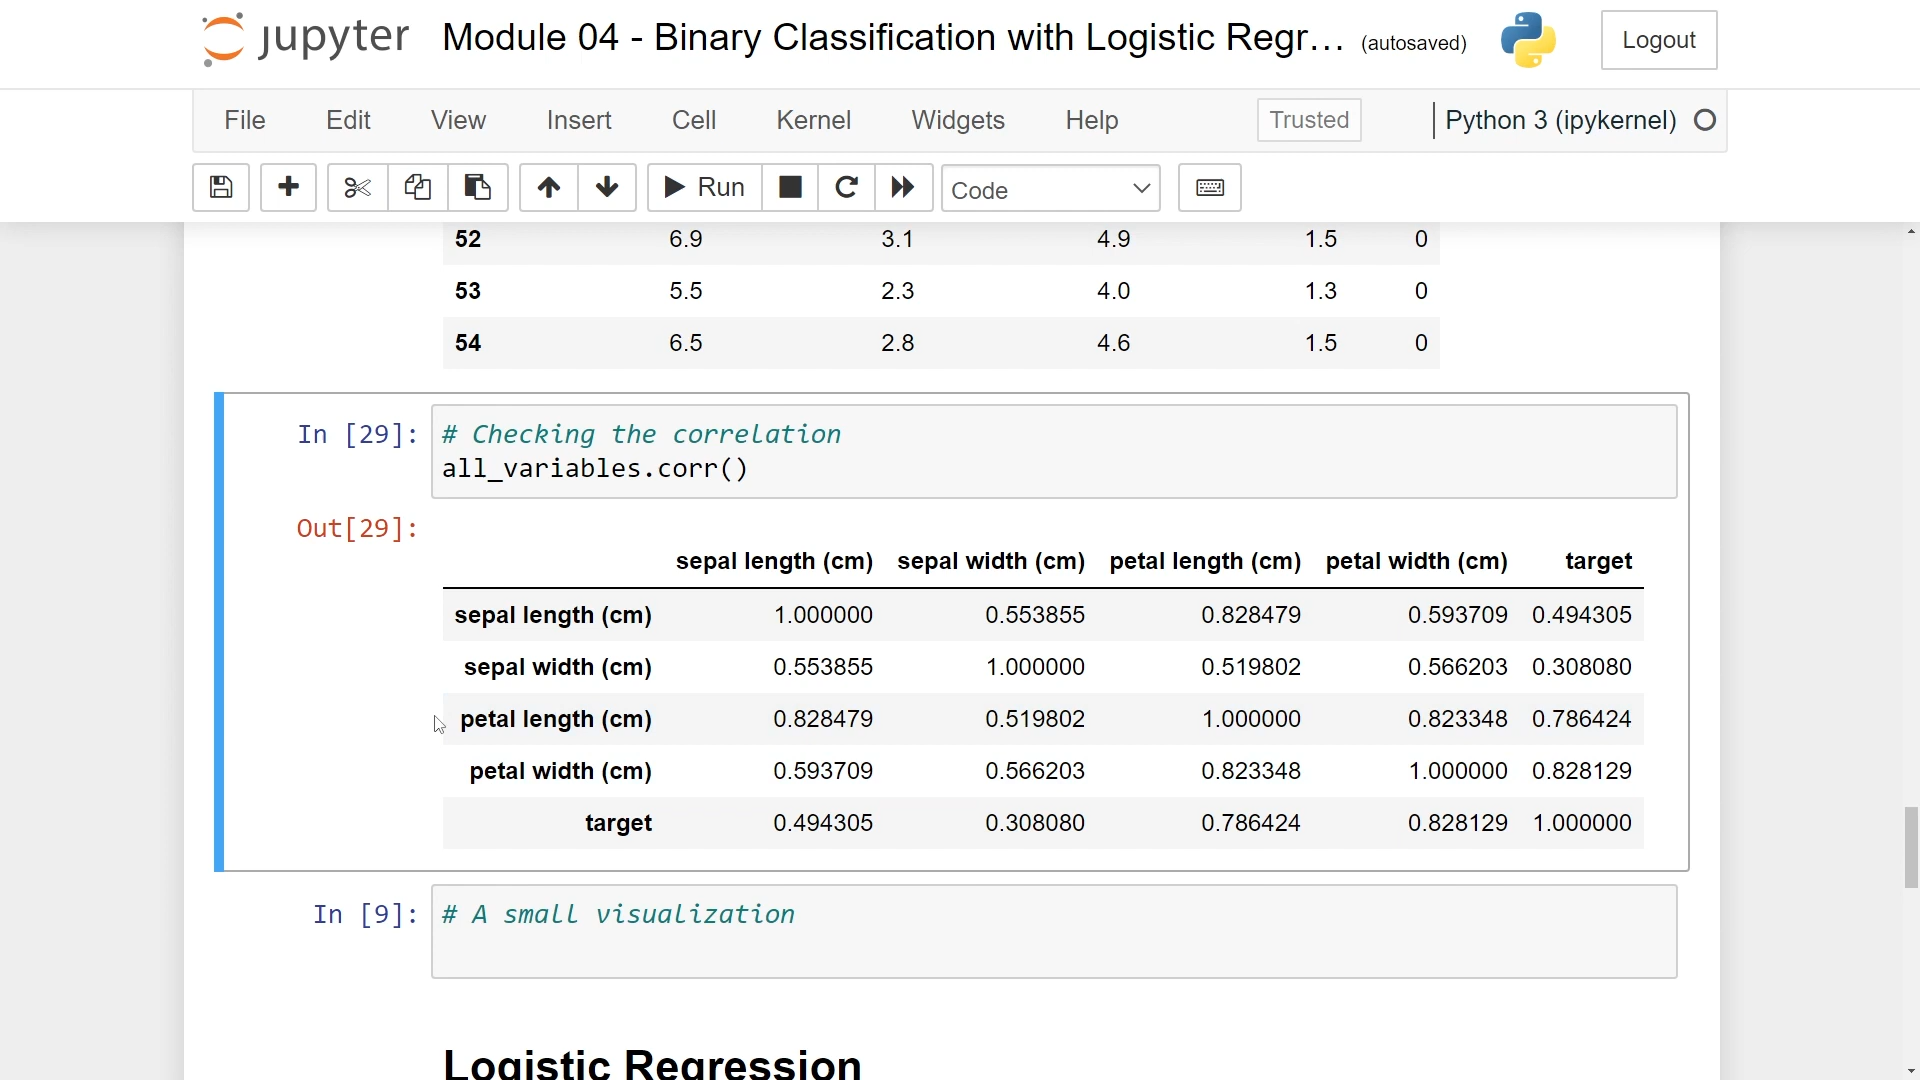 jupyter Module 04 - Binary Classification with Logistic Regr... (autosaved) Logout
File Edit View Insert Cell Kernel Widgets Help Trusted Python 3 (ipykernel)
Run Code
52 6.9 3.1 4.9 1.5 0
53 5.5 2.3 4.0 1.3 0
54 6.5 2.8 4.6 1.5 0
In [29]: # Checking the correlation
all_variables.corr()
Out[29]:
sepal length (cm) sepal width (cm) petal length (cm) petal width (cm) target
sepal length (cm) 1.000000 0.553855 0.828479 0.593709 0.494305
sepal width (cm) 0.553855 1.000000 0.519802 0.566203 0.308080
petal length (cm) 0.828479 0.519802 1.000000 0.823348 0.786424
petal width (cm) 0.593709 0.566203 0.823348 1.000000 0.828129
target 0.494305 0.308080 0.786424 0.828129 1.000000
In [9]: # A small visualization
Logistic Regression